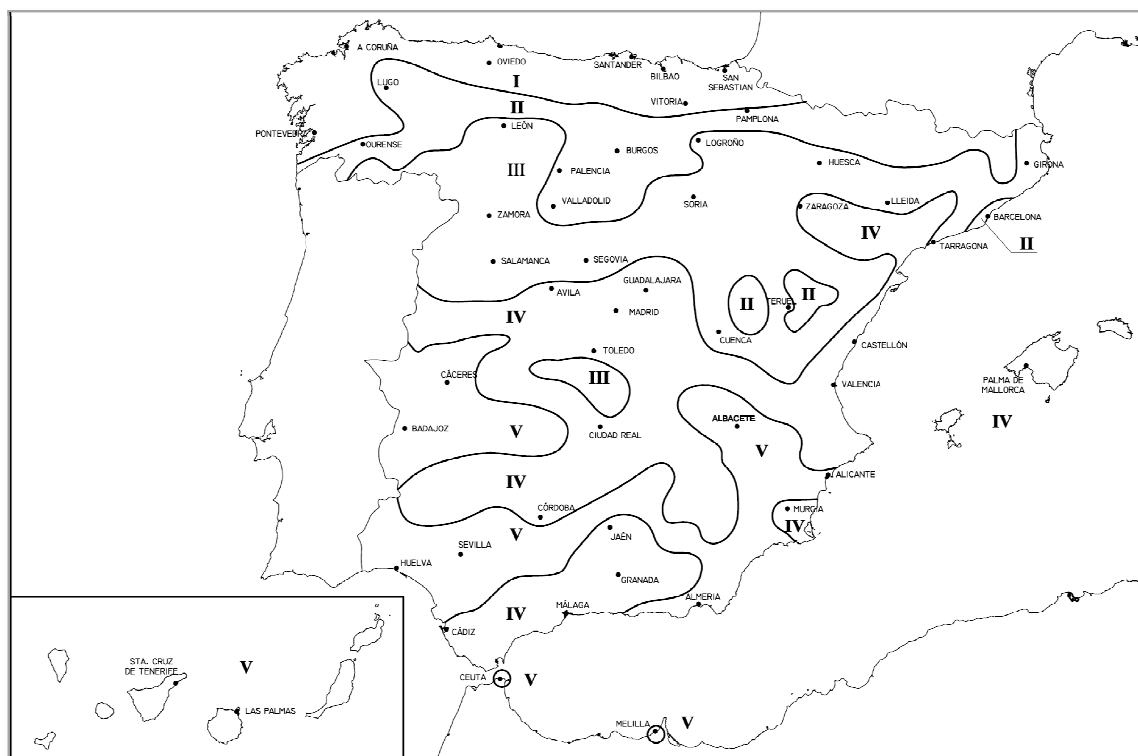 A CORUÑA
OVIEDO
SANTANDER
BILBAO
SAN
SEBASTIAN
LUGO
I
VITORIA
II
PAMPLONA
PONTEVEDRA
LEÓN
OURENSE
BURGOS
LOGROÑO
HUESCA
GIRONA
III
PALENCIA
VALLADOLID
SORIA
ZARAGOZA
LLEIDA
ZAMORA
BARCELONA
IV
TARRAGONA
II
SALAMANCA
SEGOVIA
AVILA
GUADALAJARA
II
II
TERUEL
IV
MADRID
CUENCA
CASTELLÓN
TOLEDO
CÁCERES
III
VALENCIA
PALMA DE
MALLORCA
IV
BADAJOZ
V
CIUDAD REAL
ALBACETE
V
ALICANTE
IV
CÓRDOBA
MURCIA
IV
V
JAÉN
SEVILLA
HUELVA
GRANADA
ALMERIA
MÁLAGA
IV
CÁDIZ
CEUTA
V
MELILLA
V
STA. CRUZ
DE TENERIFE
V
LAS PALMAS